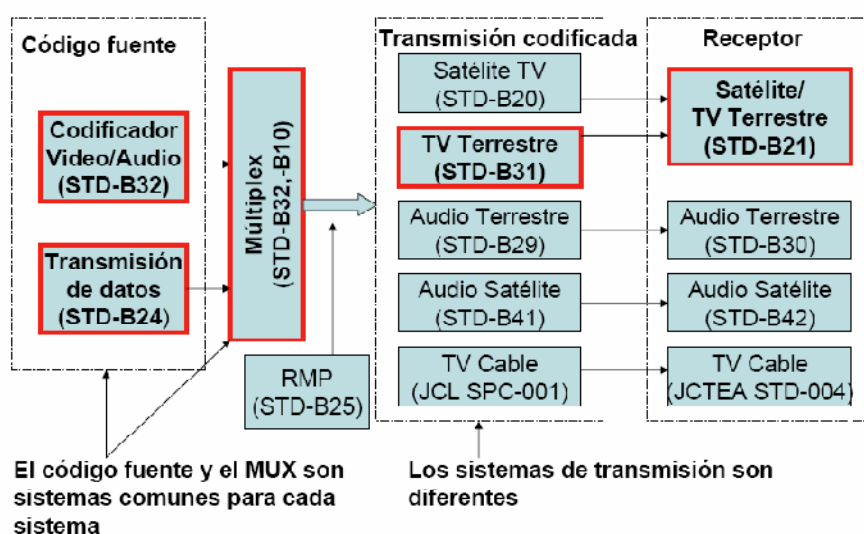 Código fuente
Codificador
Video/Audio
(STD-B32)
Transmisión
de datos
(STD-B24)
Múltiplex
(STD-B32,-B10)
RMP
(STD-B25)
Transmisión codificada
Satélite TV
(STD-B20)
TV Terrestre
(STD-B31)
Audio Terrestre
(STD-B29)
Audio Satélite
(STD-B41)
TV Cable
(JCL SPC-001)
Receptor
Satélite/
TV Terrestre
(STD-B21)
Audio Terrestre
(STD-B30)
Audio Satélite
(STD-B42)
TV Cable
(JCTEA STD-004)
El código fuente y el MUX son
sistemas comunes para cada
sistema
Los sistemas de transmisión son
diferentes